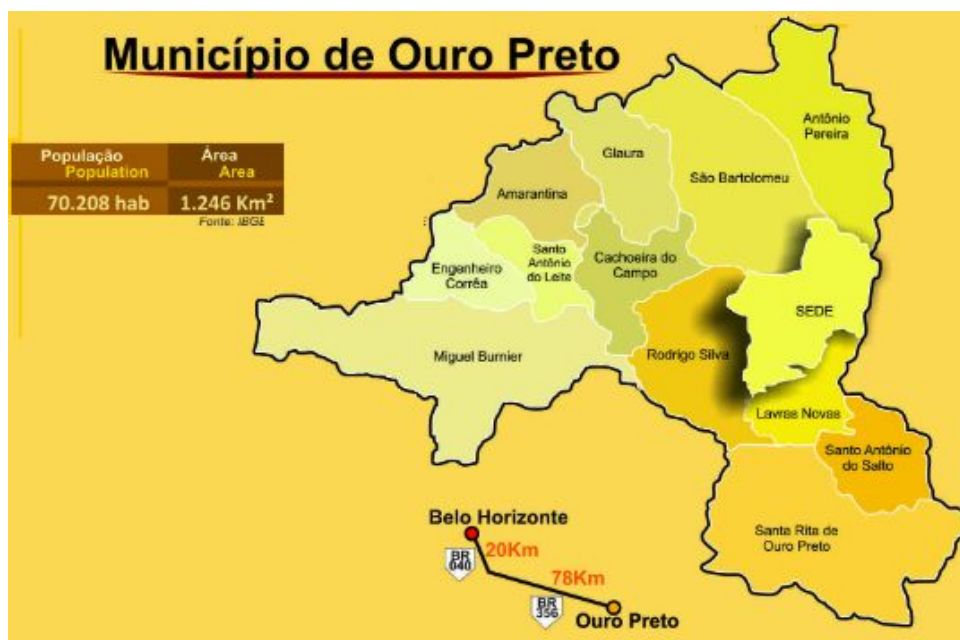 Município de Ouro Preto
População Área
Population Area
70.208 hab 1.246 Km²
Fonte: IBGE
Antônio
Pereira
Glaura
São Bartolomeu
Amarantina
Santo
Antônio
do Leite
Cachoeira do
Campo
Engenheiro
Corrêa
SEDE
Miguel Burnier
Rodrigo Silva
Lavras Novas
Santo Antônio
do Salto
Santa Rita de
Ouro Preto
Belo Horizonte
BR
040
20Km
78Km
BR
356
Ouro Preto